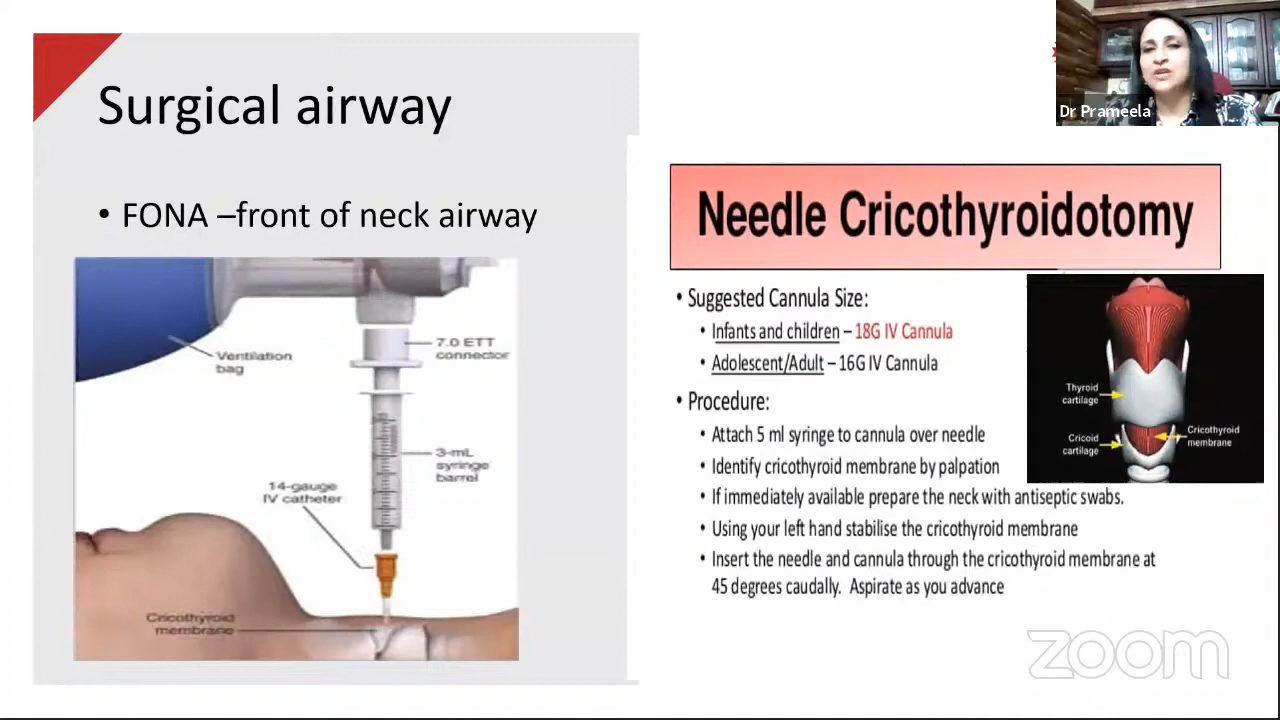 Surgical airway
• FONA –front of neck airway
Ventilation
bag
7.0 ETT
connector
3-mL
syringe
barrel
14-gauge
IV catheter
Cricothyroid
membrane
Dr Prameela
Needle Cricothyroidotomy
• Suggested Cannula Size:
• Infants and children – 18G IV Cannula
• Adolescent/Adult – 16G IV Cannula
• Procedure:
• Attach 5 ml syringe to cannula over needle
• Identify cricothyroid membrane by palpation
• If immediately available prepare the neck with antiseptic swabs.
• Using your left hand stabilise the cricothyroid membrane
• Insert the needle and cannula through the cricothyroid membrane at
45 degrees caudally. Aspirate as you advance
Thyroid
cartilage
Cricoid
cartilage
Cricothyroid
membrane
zoom